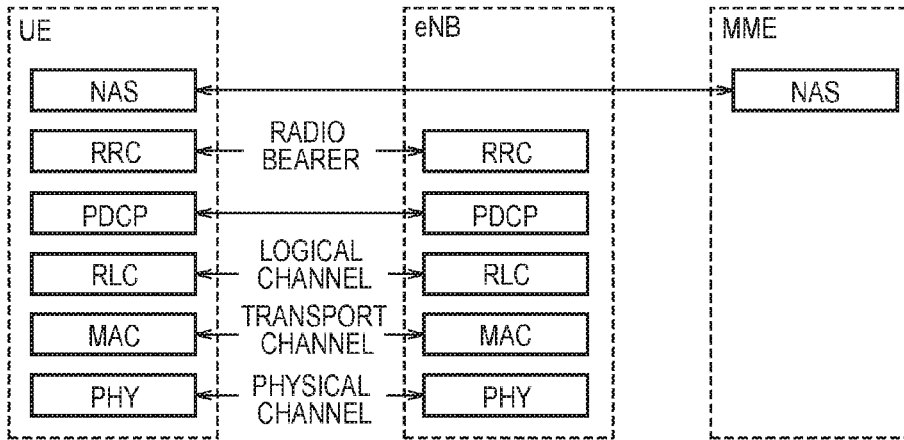 UE
eNB
MME
NAS
NAS
RRC
RADIO
BEARER
RRC
PDCP
PDCP
RLC
LOGICAL
CHANNEL
RLC
MAC
TRANSPORT
CHANNEL
MAC
PHY
PHYSICAL
CHANNEL
PHY